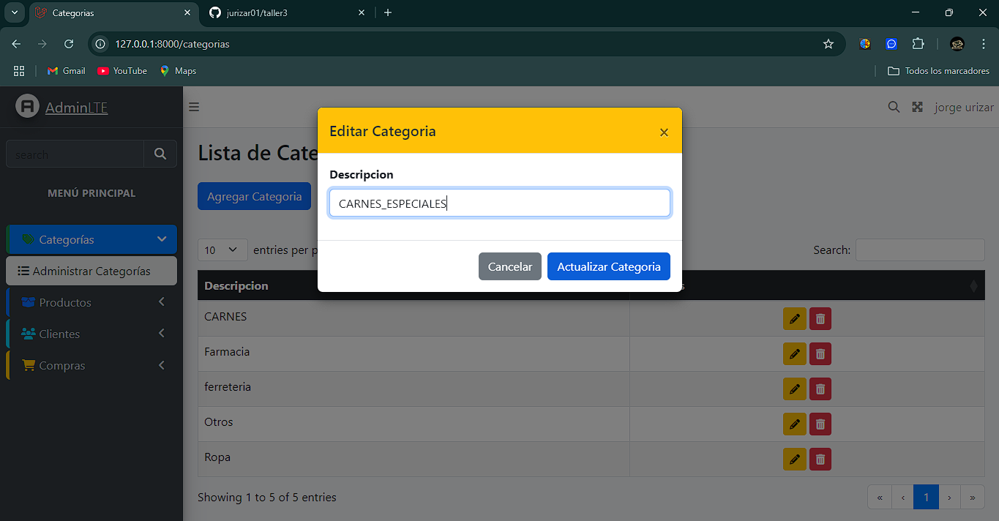 Categorias
jurizar01/taller3
127.0.0.1:8000/categorias
Gmail
YouTube
Maps
Todos los marcadores
AdminLTE
jorge urizar
search
MENÚ PRINCIPAL
Categorías
Administrar Categorías
Productos
Clientes
Compras
Lista de Cate
Agregar Categoria
10 entries per p
Search:
Editar Categoria
×
Descripcion
CARNES_ESPECIALES
Cancelar
Actualizar Categoria
Descripcion
CARNES
Farmacia
ferreteria
Otros
Ropa
Showing 1 to 5 of 5 entries
« ‹ 1 › »